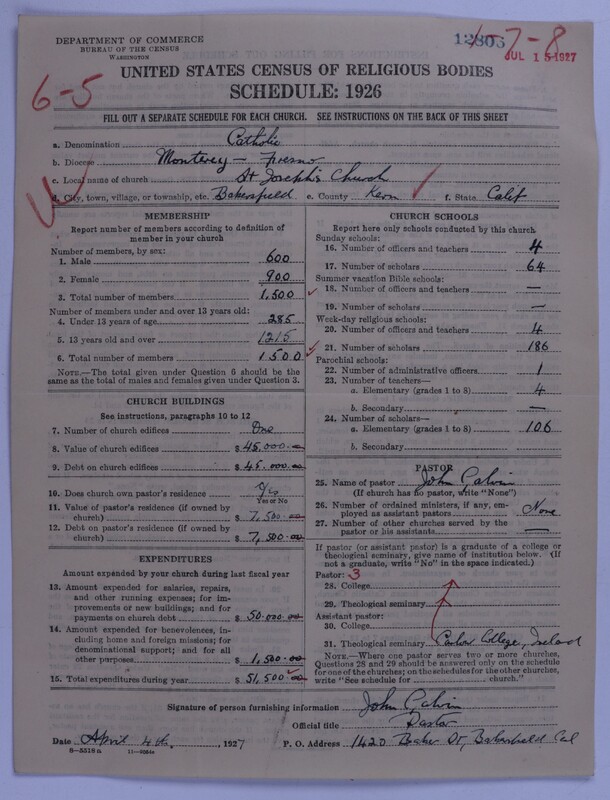 DEPARTMENT OF COMMERCE
BUREAU OF THE CENSUS
WASHINGTON
12806
1-7-8
JUL 15 1927
6-5
UNITED STATES CENSUS OF RELIGIOUS BODIES
SCHEDULE: 1926
FILL OUT A SEPARATE SCHEDULE FOR EACH CHURCH. SEE INSTRUCTIONS ON THE BACK OF THIS SHEET
a. Denomination Catholic
b. Diocese Monterey - Fresno
c. Local name of church St Joseph's Church
d. City, town, village, or township, etc. Bakersfield e. County Kern f. State Calif
MEMBERSHIP
Report number of members according to definition of
member in your church
Number of members, by sex:
1. Male 600
2. Female 900
3. Total number of members 1,500
Number of members under and over 13 years old:
4. Under 13 years of age 285
5. 13 years old and over 1215
6. Total number of members 1500
NOTE.—The total given under Question 6 should be
same as the total of males and females given under Question 3.
CHURCH BUILDINGS
See instructions, paragraphs 10 to 12
7. Number of church edifices One
8. Value of church edifices $ 45,000.00
9. Debt on church edifices $ 45,000.00
10. Does church own pastor's residence Yes
Yes or No
11. Value of pastor's residence (if owned by
church) $ 7,500.00
12. Debt on pastor's residence (if owned by
church) $ 7,500.00
EXPENDITURES
Amount expended by your church during last fiscal year
13. Amount expended for salaries, repairs,
and other running expenses; for im-
provements or new buildings; and for
payments on church debt $ 50.000.00
14. Amount expended for benevolences, in-
cluding home and foreign missions; for
denominational support; and for all
other purposes $ 1,500.00
15. Total expenditures during year $ 51,500.00
CHURCH SCHOOLS
Report here only schools conducted by this church
Sunday schools:
16. Number of officers and teachers 4
17. Number of scholars 64
Summer vacation Bible schools:
18. Number of officers and teachers —
19. Number of scholars —
Week-day religious schools:
20. Number of officers and teachers 4
21. Number of scholars 186
Parochial schools:
22. Number of administrative officers 1
23. Number of teachers—
a. Elementary (grades 1 to 8) 4
b. Secondary —
24. Number of scholars—
a. Elementary (grades 1 to 8) 106
b. Secondary
PASTOR
25. Name of pastor John Galvin
(If church has no pastor, write "None")
26. Number of ordained ministers, if any, em-
ployed as assistant pastors None
27. Number of other churches served by the
pastor or his assistants —
If pastor (or assistant pastor) is a graduate of a college or
theological seminary, give name of institution below. (If
not a graduate, write "No" in the space indicated.)
Pastor: 3
28. College
29. Theological seminary
Assistant pastor:
30. College
31. Theological seminary Carlow College, Ireland
NOTE.—Where one pastor serves two or more churches,
Questions 28 and 29 should be answered only on the schedule
for one of the churches; on the schedules for the other churches,
write "See schedule for church."
Signature of person furnishing information John Galvin
Official title Pastor
Date April 4th, 1927 P. O. Address 1420 Baker St, Bakersfield Cal
8-5518a